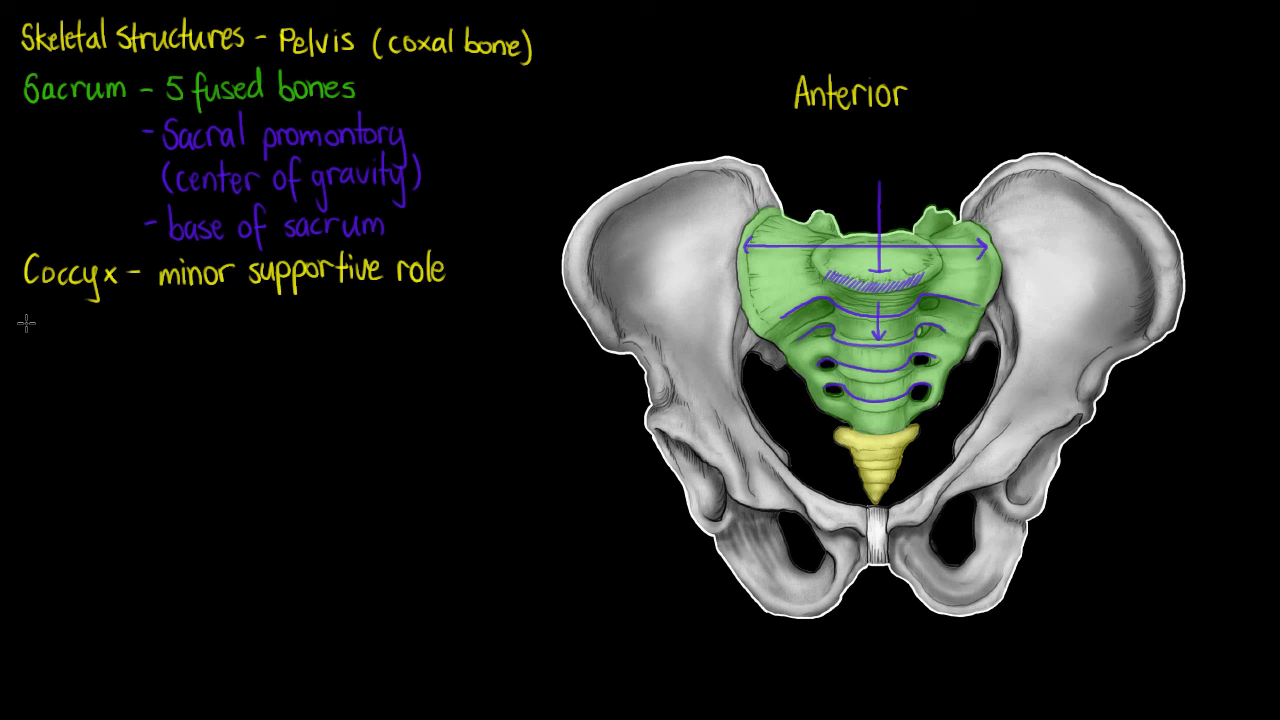 Skeletal structures - Pelvis (coxal bone)
Sacrum - 5 fused bones
- Sacral promontory
(center of gravity)
- base of sacrum
Coccyx - minor supportive role
Anterior